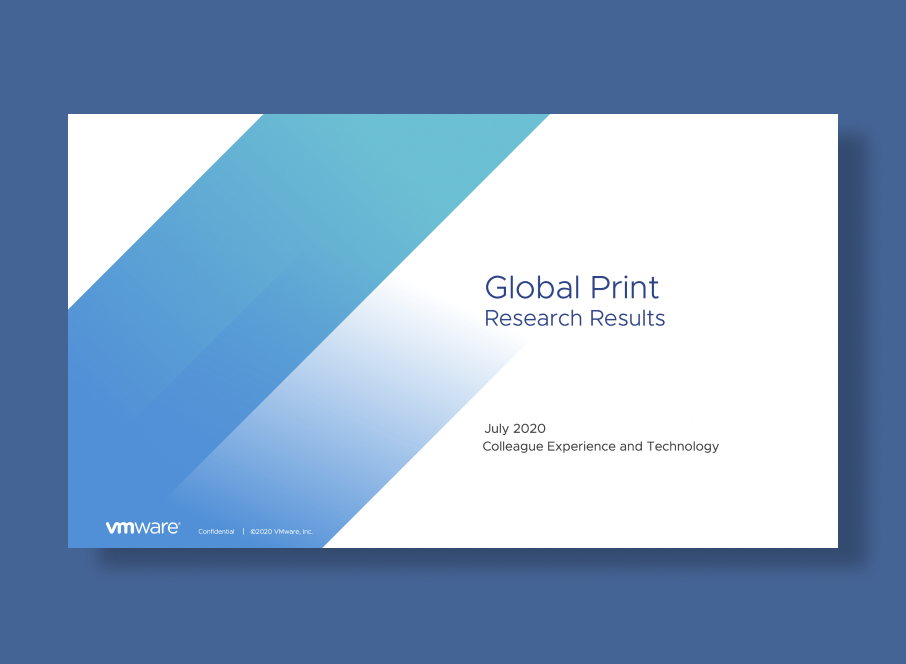 Global Print
Research Results
July 2020
Colleague Experience and Technology
vmware® Confidential | ©2020 VMware, Inc.